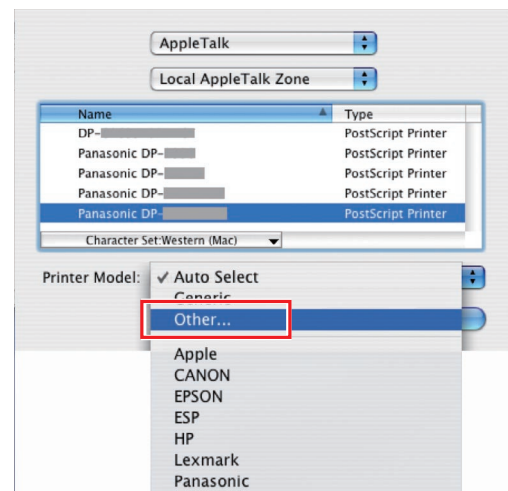 AppleTalk
Local AppleTalk Zone
Name Type
DP- PostScript Printer
Panasonic DP- PostScript Printer
Panasonic DP- PostScript Printer
Panasonic DP- PostScript Printer
Panasonic DP- PostScript Printer
Character Set:Western (Mac)
Printer Model: ✓ Auto Select
Generic
Other...
Apple
CANON
EPSON
ESP
HP
Lexmark
Panasonic